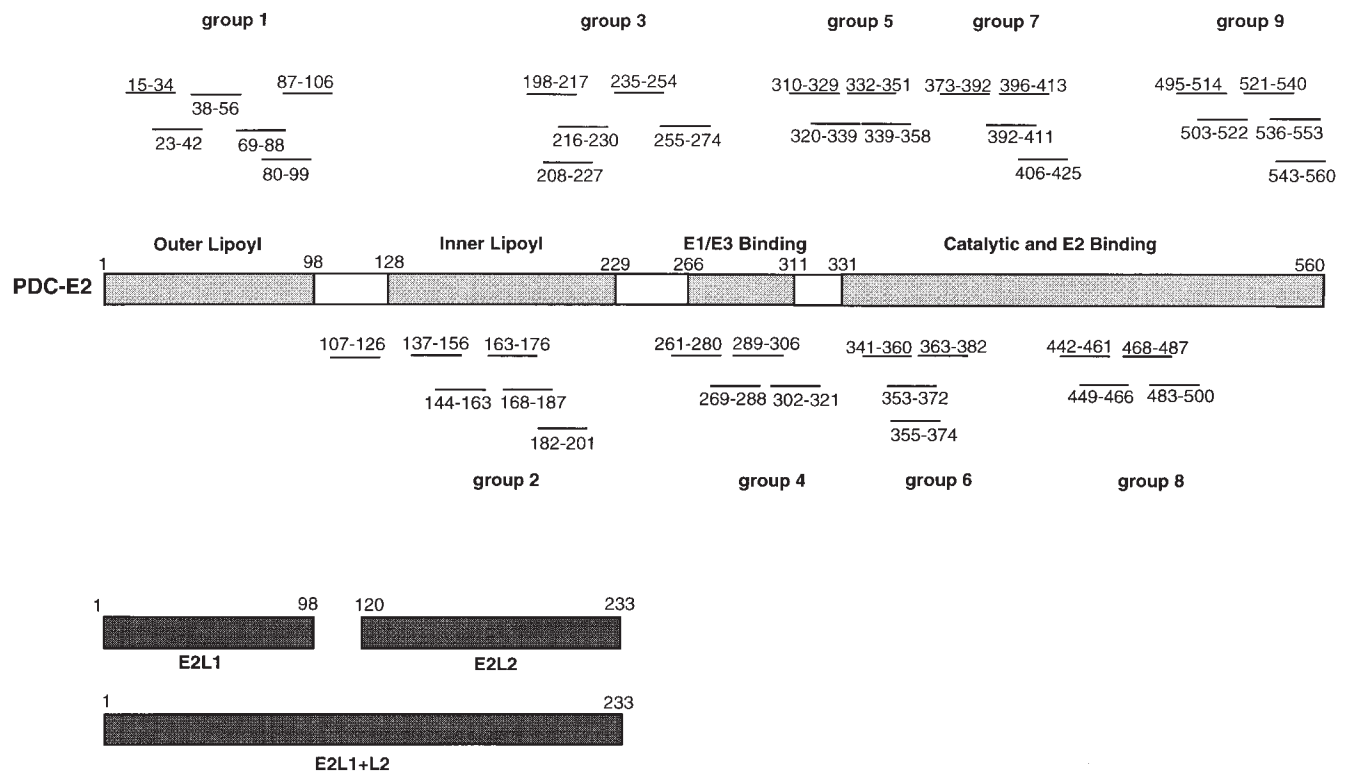 group 1 group 3 group 5 group 7 group 9
15-34 87-106 198-217 235-254 310-329 332-351 373-392 396-413 495-514 521-540
38-56 216-230 255-274 320-339 339-358 392-411 503-522 536-553
23-42 69-88
80-99 208-227 406-425 543-560
Outer Lipoyl Inner Lipoyl E1/E3 Binding Catalytic and E2 Binding
1 98 128 229 266 311 331 560
PDC-E2
107-126 137-156 163-176 261-280 289-306 341-360 363-382 442-461 468-487
144-163 168-187 269-288 302-321 353-372 449-466 483-500
182-201 355-374
group 2 group 4 group 6 group 8
1 98 120 233
E2L1 E2L2
1 233
E2L1+L2